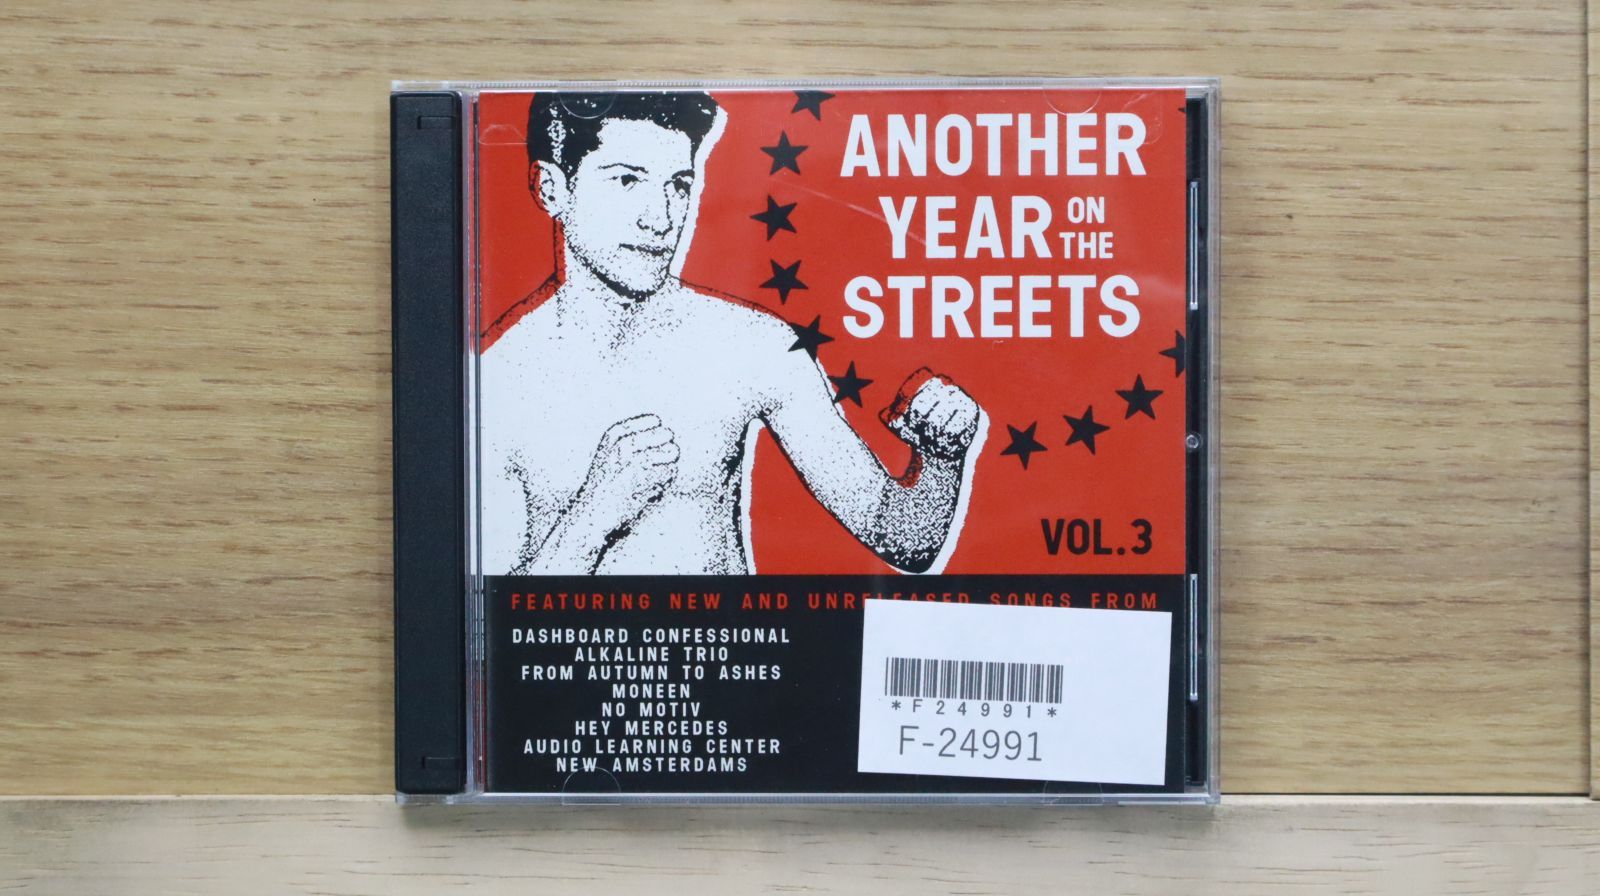 ANOTHER
YEAR ON THE
STREETS
VOL.3
FEATURING NEW AND UNRELEASED SONGS FROM
DASHBOARD CONFESSIONAL
ALKALINE TRIO
FROM AUTUMN TO ASHES
MONEEN
NO MOTIV
HEY MERCEDES
AUDIO LEARNING CENTER
NEW AMSTERDAMS
*F24991*
F-24991